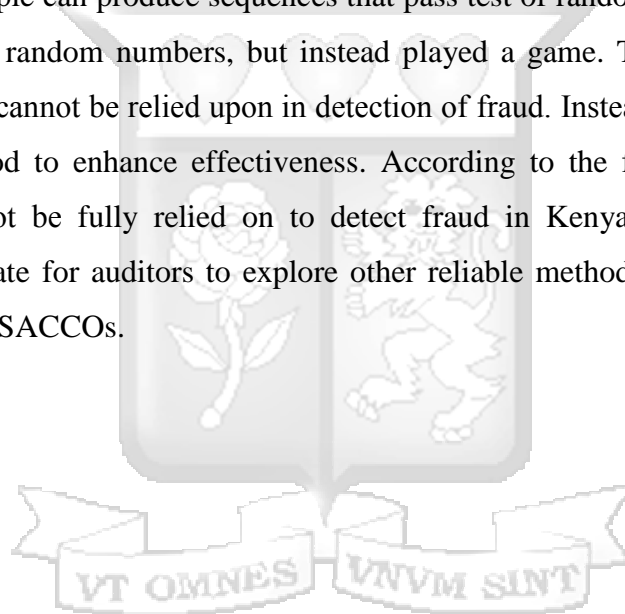 ple can produce sequences that pass test of rando
random numbers, but instead played a game. T
cannot be relied upon in detection of fraud. Instea
od to enhance effectiveness. According to the f
ot be fully relied on to detect fraud in Kenya
ate for auditors to explore other reliable method
SACCOs.
VT OMNES VNVM SINT